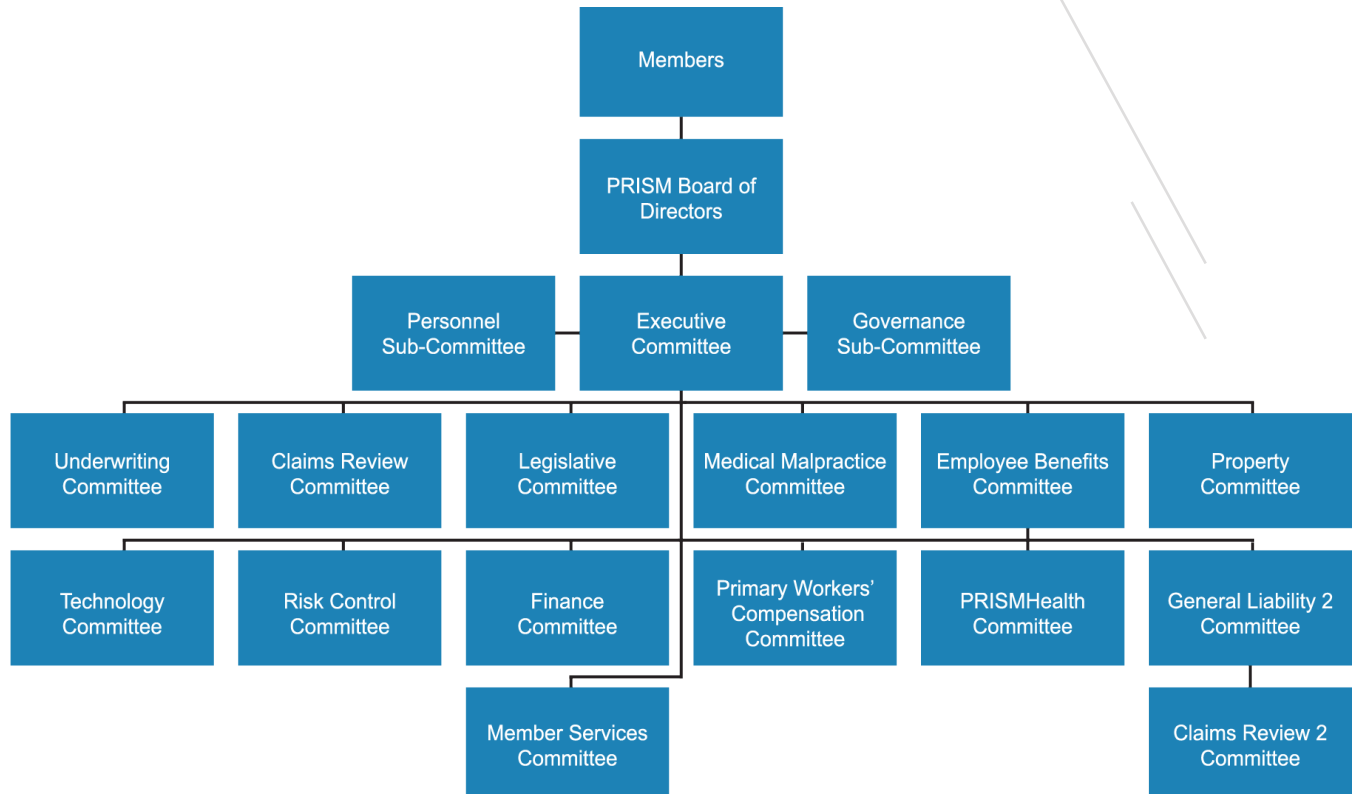 Members
PRISM Board of
Directors
Personnel
Sub-Committee
Executive
Committee
Governance
Sub-Committee
Underwriting
Committee
Claims Review
Committee
Legislative
Committee
Medical Malpractice
Committee
Employee Benefits
Committee
Property
Committee
Technology
Committee
Risk Control
Committee
Finance
Committee
Primary Workers’
Compensation
Committee
PRISMHealth
Committee
General Liability 2
Committee
Member Services
Committee
Claims Review 2
Committee